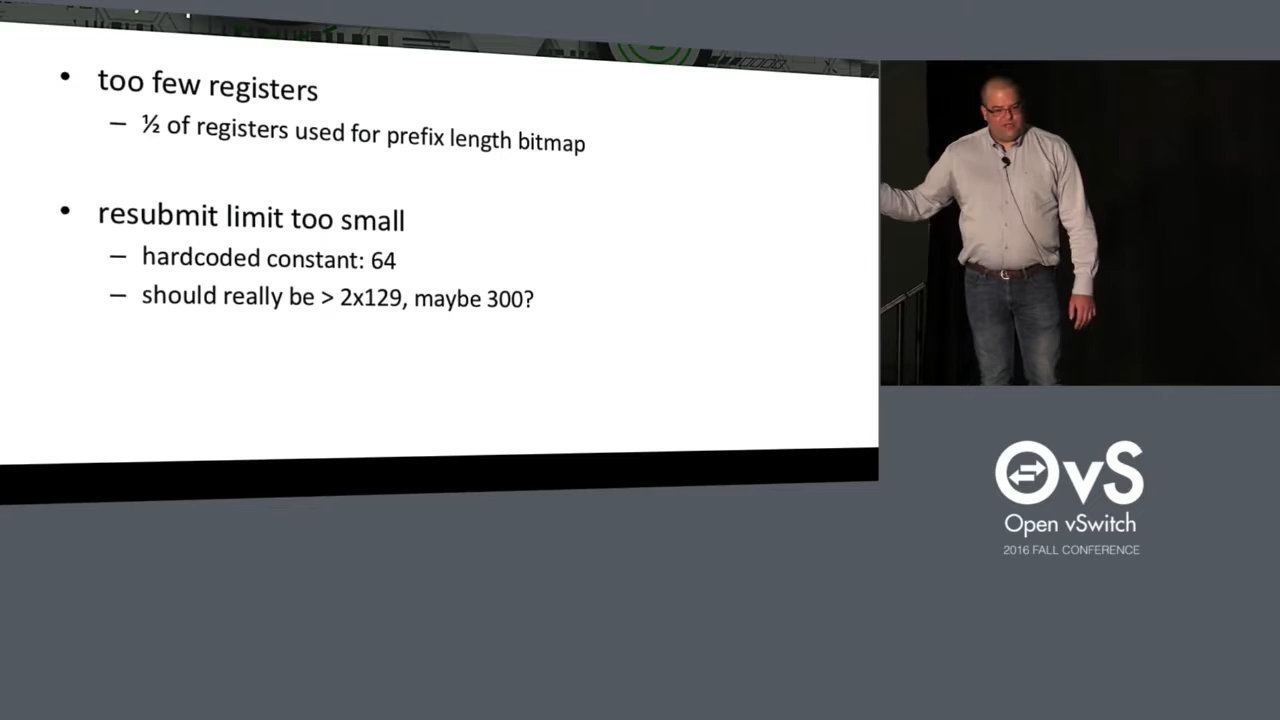 • too few registers
– ½ of registers used for prefix length bitmap
• resubmit limit too small
– hardcoded constant: 64
– should really be > 2x129, maybe 300?
OvS
Open vSwitch
2016 FALL CONFERENCE